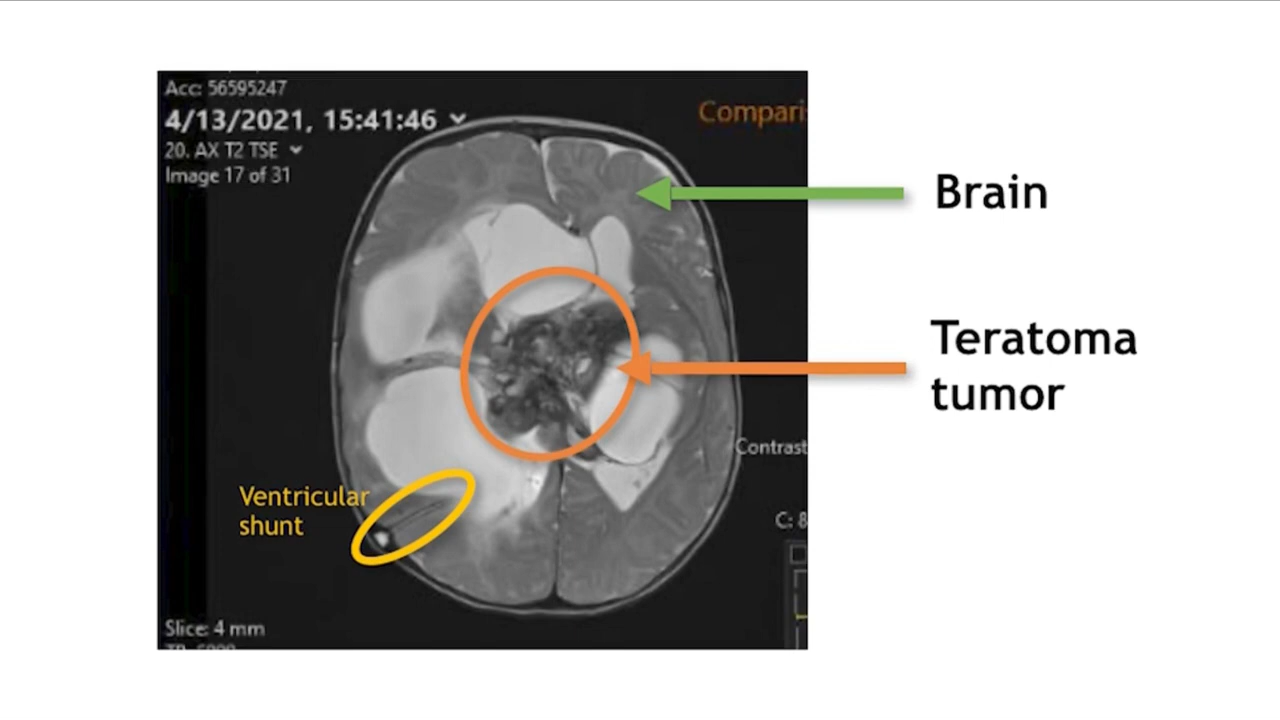 Acc: 56595247
4/13/2021, 15:41:46
20. AX T2 TSE
Image 17 of 31
Compari
Brain
Teratoma
tumor
Contrast
Ventricular
shunt
C: 8
Slice: 4 mm